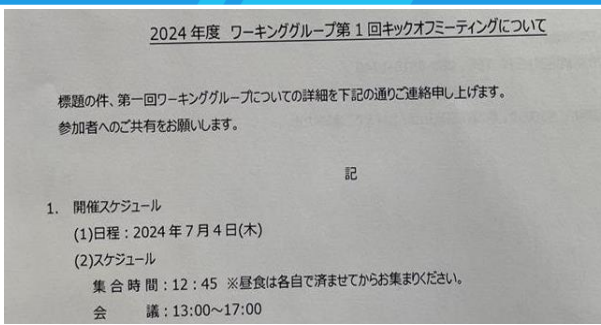 2024年度 ワーキンググループ第1回キックオフミーティングについて
標題の件、第一回ワーキンググループについての詳細を下記の通りご連絡申し上げます。
参加者へのご共有をお願いします。
記
1. 開催スケジュール
(1)日程：2024年7月4日(木)
(2)スケジュール
集合時間：12：45 ※昼食は各自で済ませてからお集まりください。
会 議：13:00～17:00